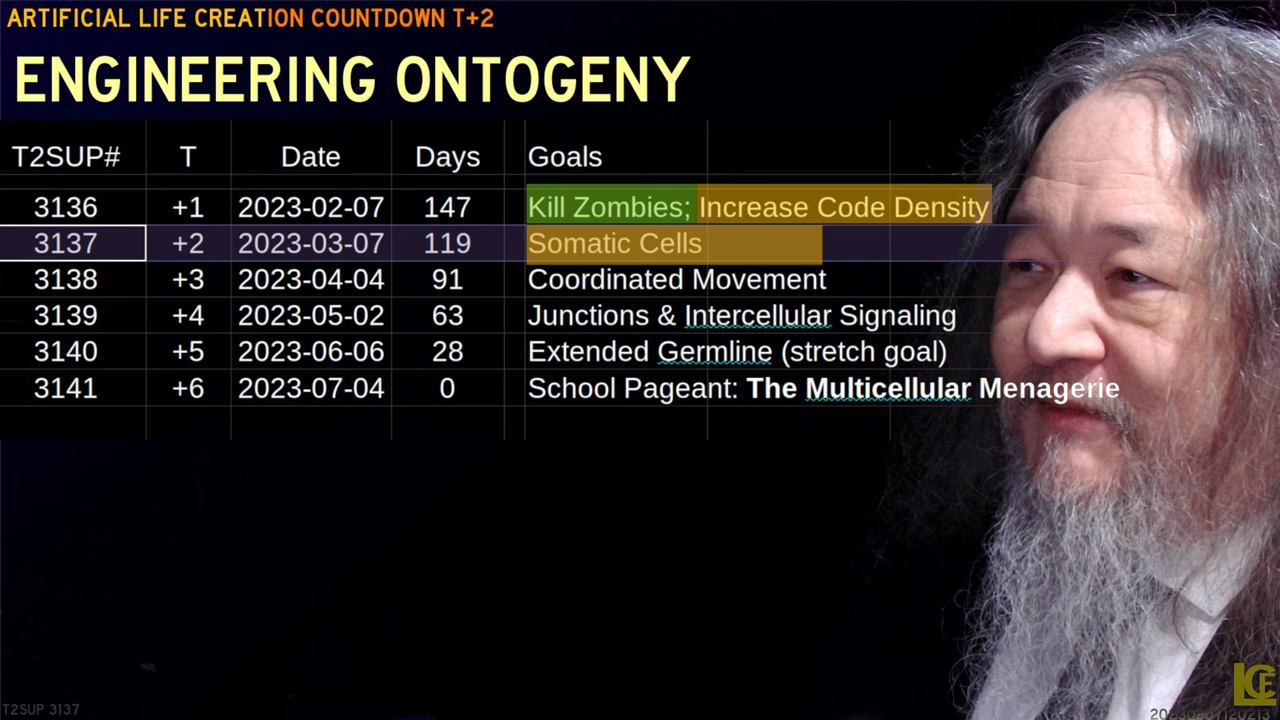 ARTIFICIAL LIFE CREATION COUNTDOWN T+2
ENGINEERING ONTOGENY
T2SUP# T Date Days Goals
3136 +1 2023-02-07 147 Kill Zombies; Increase Code Density
3137 +2 2023-03-07 119 Somatic Cells
3138 +3 2023-04-04 91 Coordinated Movement
3139 +4 2023-05-02 63 Junctions & Intercellular Signaling
3140 +5 2023-06-06 28 Extended Germline (stretch goal)
3141 +6 2023-07-04 0 School Pageant: The Multicellular Menagerie
T2SUP 3137